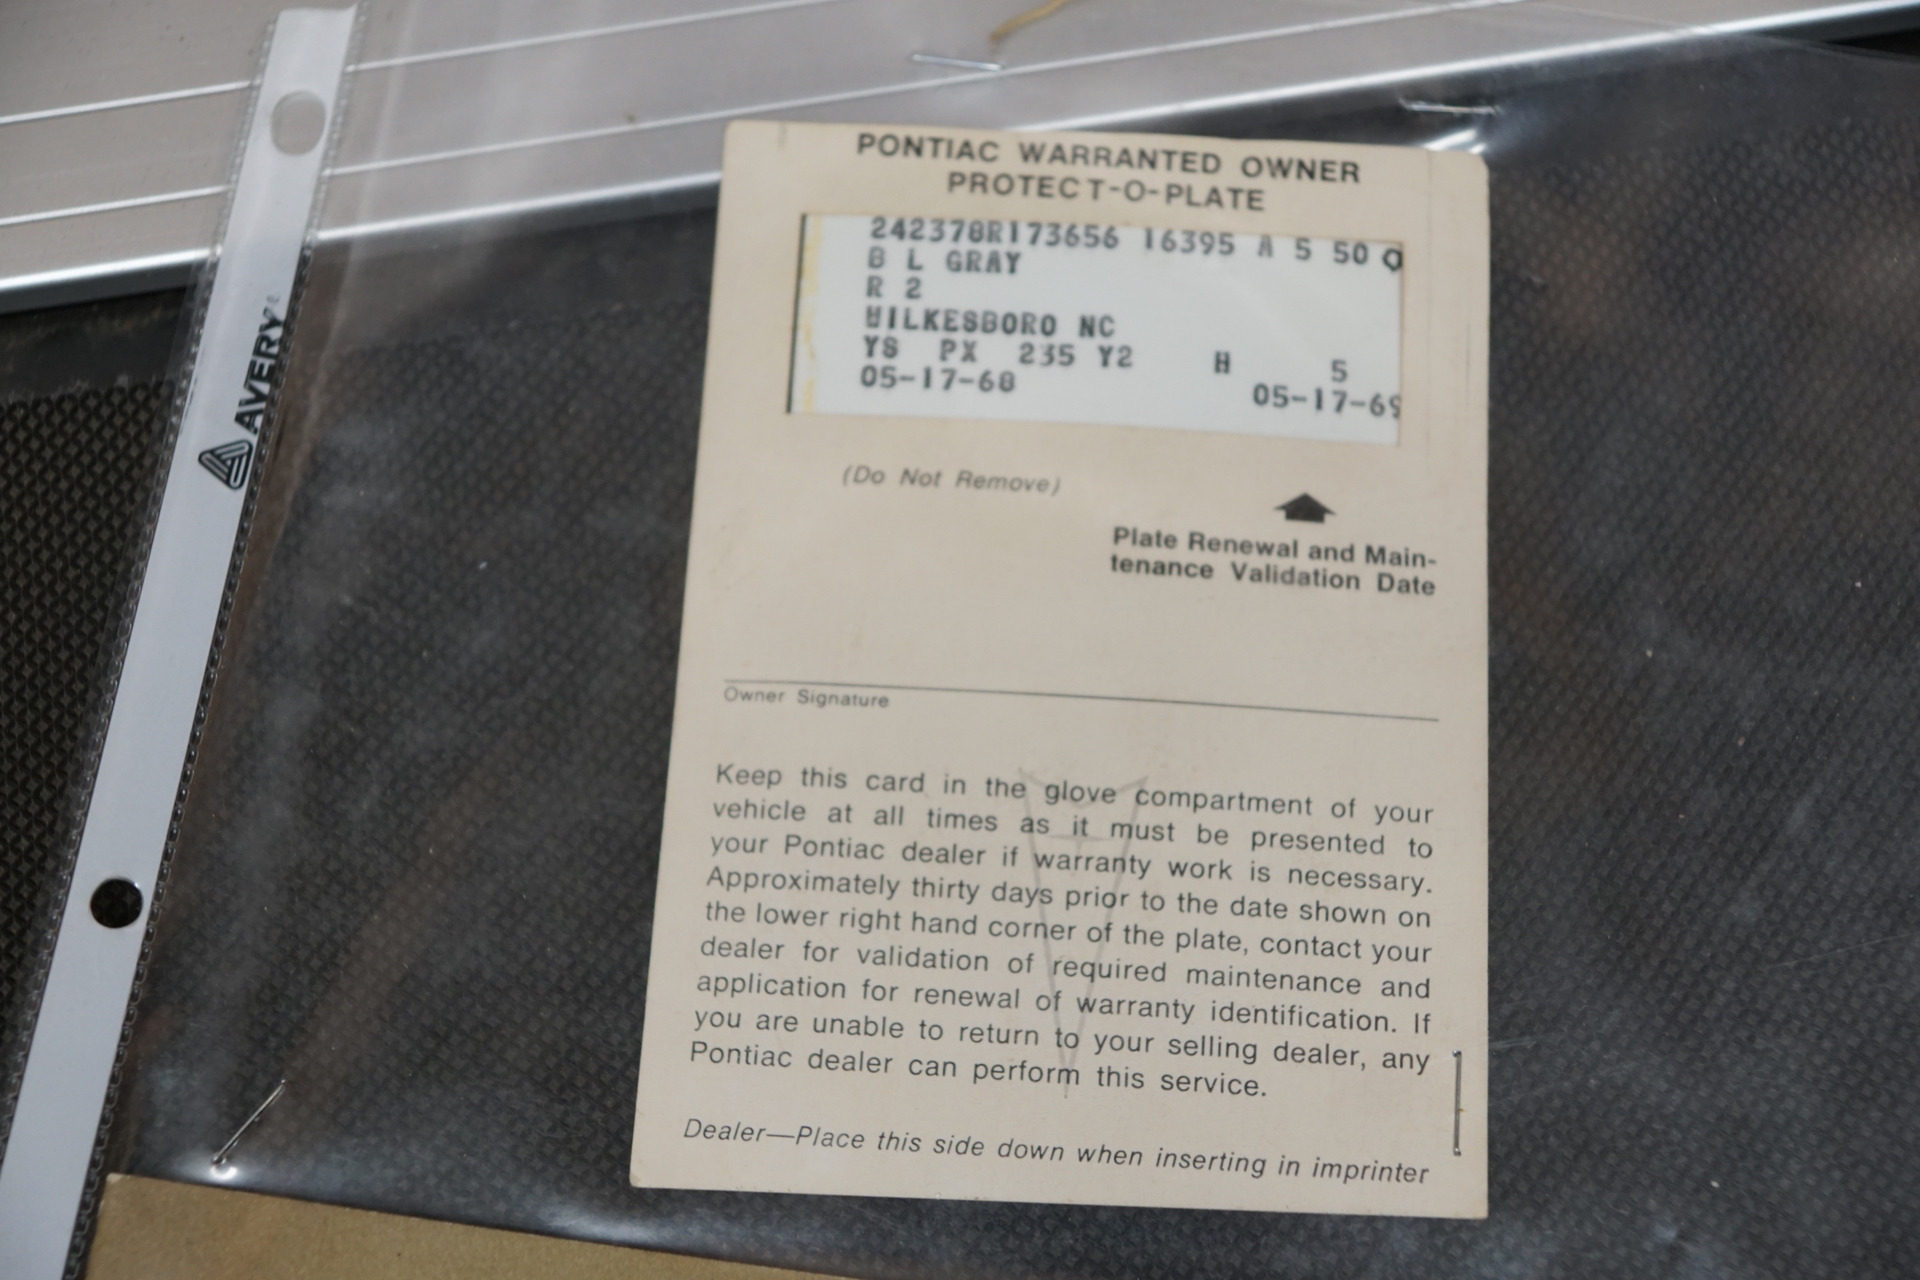 AVERY
PONTIAC WARRANTED OWNER
PROTECT-O-PLATE
242378R173656 16395 A 5 50 Q
B L GRAY
R 2
WILKESBORO NC
YS PX 235 Y2 H 5
05-17-68 05-17-69
(Do Not Remove)
Plate Renewal and Main-
tenance Validation Date
Owner Signature
Keep this card in the glove compartment of your
vehicle at all times as it must be presented to
your Pontiac dealer if warranty work is necessary.
Approximately thirty days prior to the date shown on
the lower right hand corner of the plate, contact your
dealer for validation of required maintenance and
application for renewal of warranty identification. If
you are unable to return to your selling dealer, any
Pontiac dealer can perform this service.
Dealer—Place this side down when inserting in imprinter